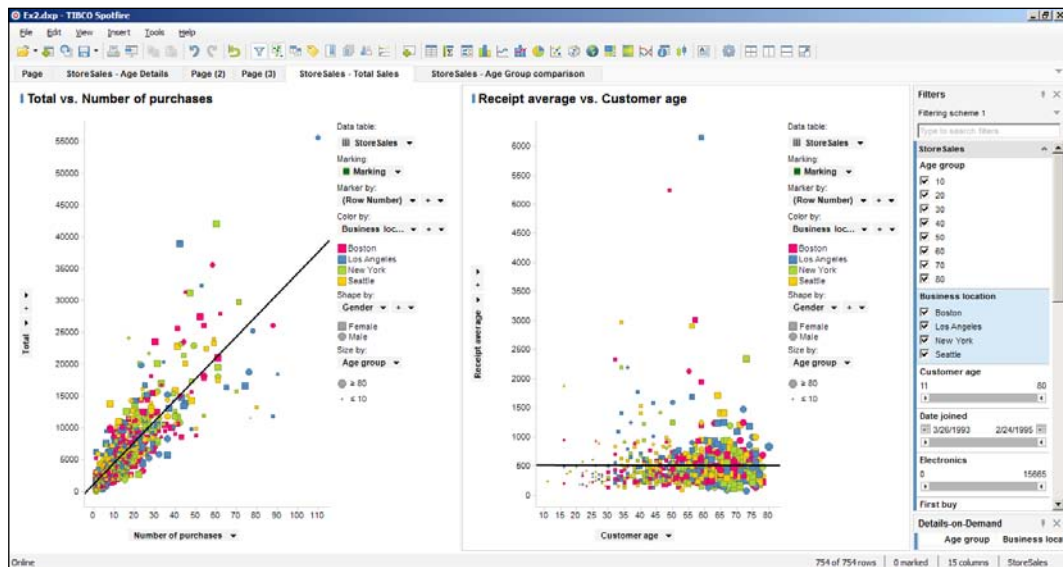 Ex2.dxp - TIBCO Spotfire
File Edit View Insert Tools Help
Page StoreSales - Age Details Page (2) Page (3) StoreSales - Total Sales StoreSales - Age Group comparison
Total vs. Number of purchases
55000
50000
45000
40000
35000
30000
25000
20000
15000
10000
5000
0
Total
0 10 20 30 40 50 60 70 80 90 100 110
Number of purchases
Data table:
StoreSales
Marking:
Marking
Marker by:
(Row Number)
Color by:
Business loc...
Boston
Los Angeles
New York
Seattle
Shape by:
Gender
Female
Male
Size by:
Age group
≥ 80
≤ 10
Receipt average vs. Customer age
6000
5500
5000
4500
4000
3500
3000
2500
2000
1500
1000
500
0
Receipt average
10 15 20 25 30 35 40 45 50 55 60 65 70 75 80
Customer age
Data table:
StoreSales
Marking:
Marking
Marker by:
(Row Number)
Color by:
Business loc...
Boston
Los Angeles
New York
Seattle
Shape by:
Gender
Female
Male
Size by:
Age group
≥ 80
≤ 10
Filters
Filtering scheme 1
Type to search filters
StoreSales
Age group
10
20
30
40
50
60
70
80
Business location
Boston
Los Angeles
New York
Seattle
Customer age
11 80
Date joined
3/26/1993 2/24/1995
Electronics
0 15665
First buy
Details-on-Demand
Age group Business loca
Online 754 of 754 rows 0 marked 15 columns StoreSales